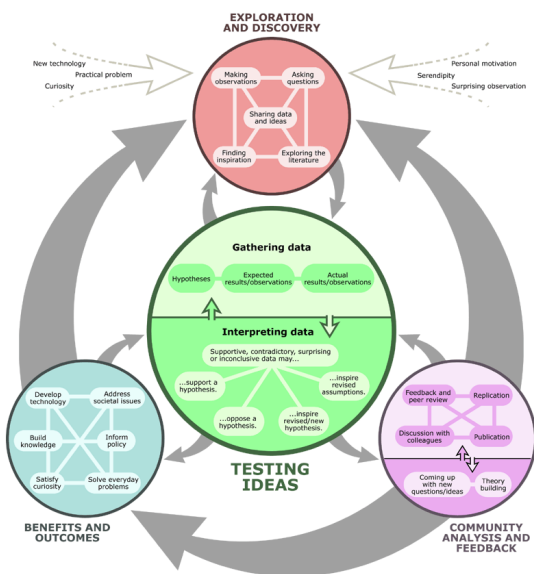 EXPLORATION
AND DISCOVERY
New technology
Practical problem
Curiosity
Personal motivation
Serendipity
Surprising observation
Making
observations
Asking
questions
Sharing data
and ideas
Finding
inspiration
Exploring the
literature
Gathering data
Hypotheses
Expected
results/observations
Actual
results/observations
Interpreting data
Supportive, contradictory, surprising
or inconclusive data may...
...support a
hypothesis.
...oppose a
hypothesis.
...inspire
revised/new hypothesis.
...inspire
revised
assumptions.
TESTING
IDEAS
Develop
technology
Address
societal issues
Build
knowledge
Inform
policy
Satisfy
curiosity
Solve everyday
problems
BENEFITS AND
OUTCOMES
Feedback and
peer review
Replication
Discussion with
colleagues
Publication
Coming up
with new
questions/ideas
Theory
building
COMMUNITY
ANALYSIS AND
FEEDBACK